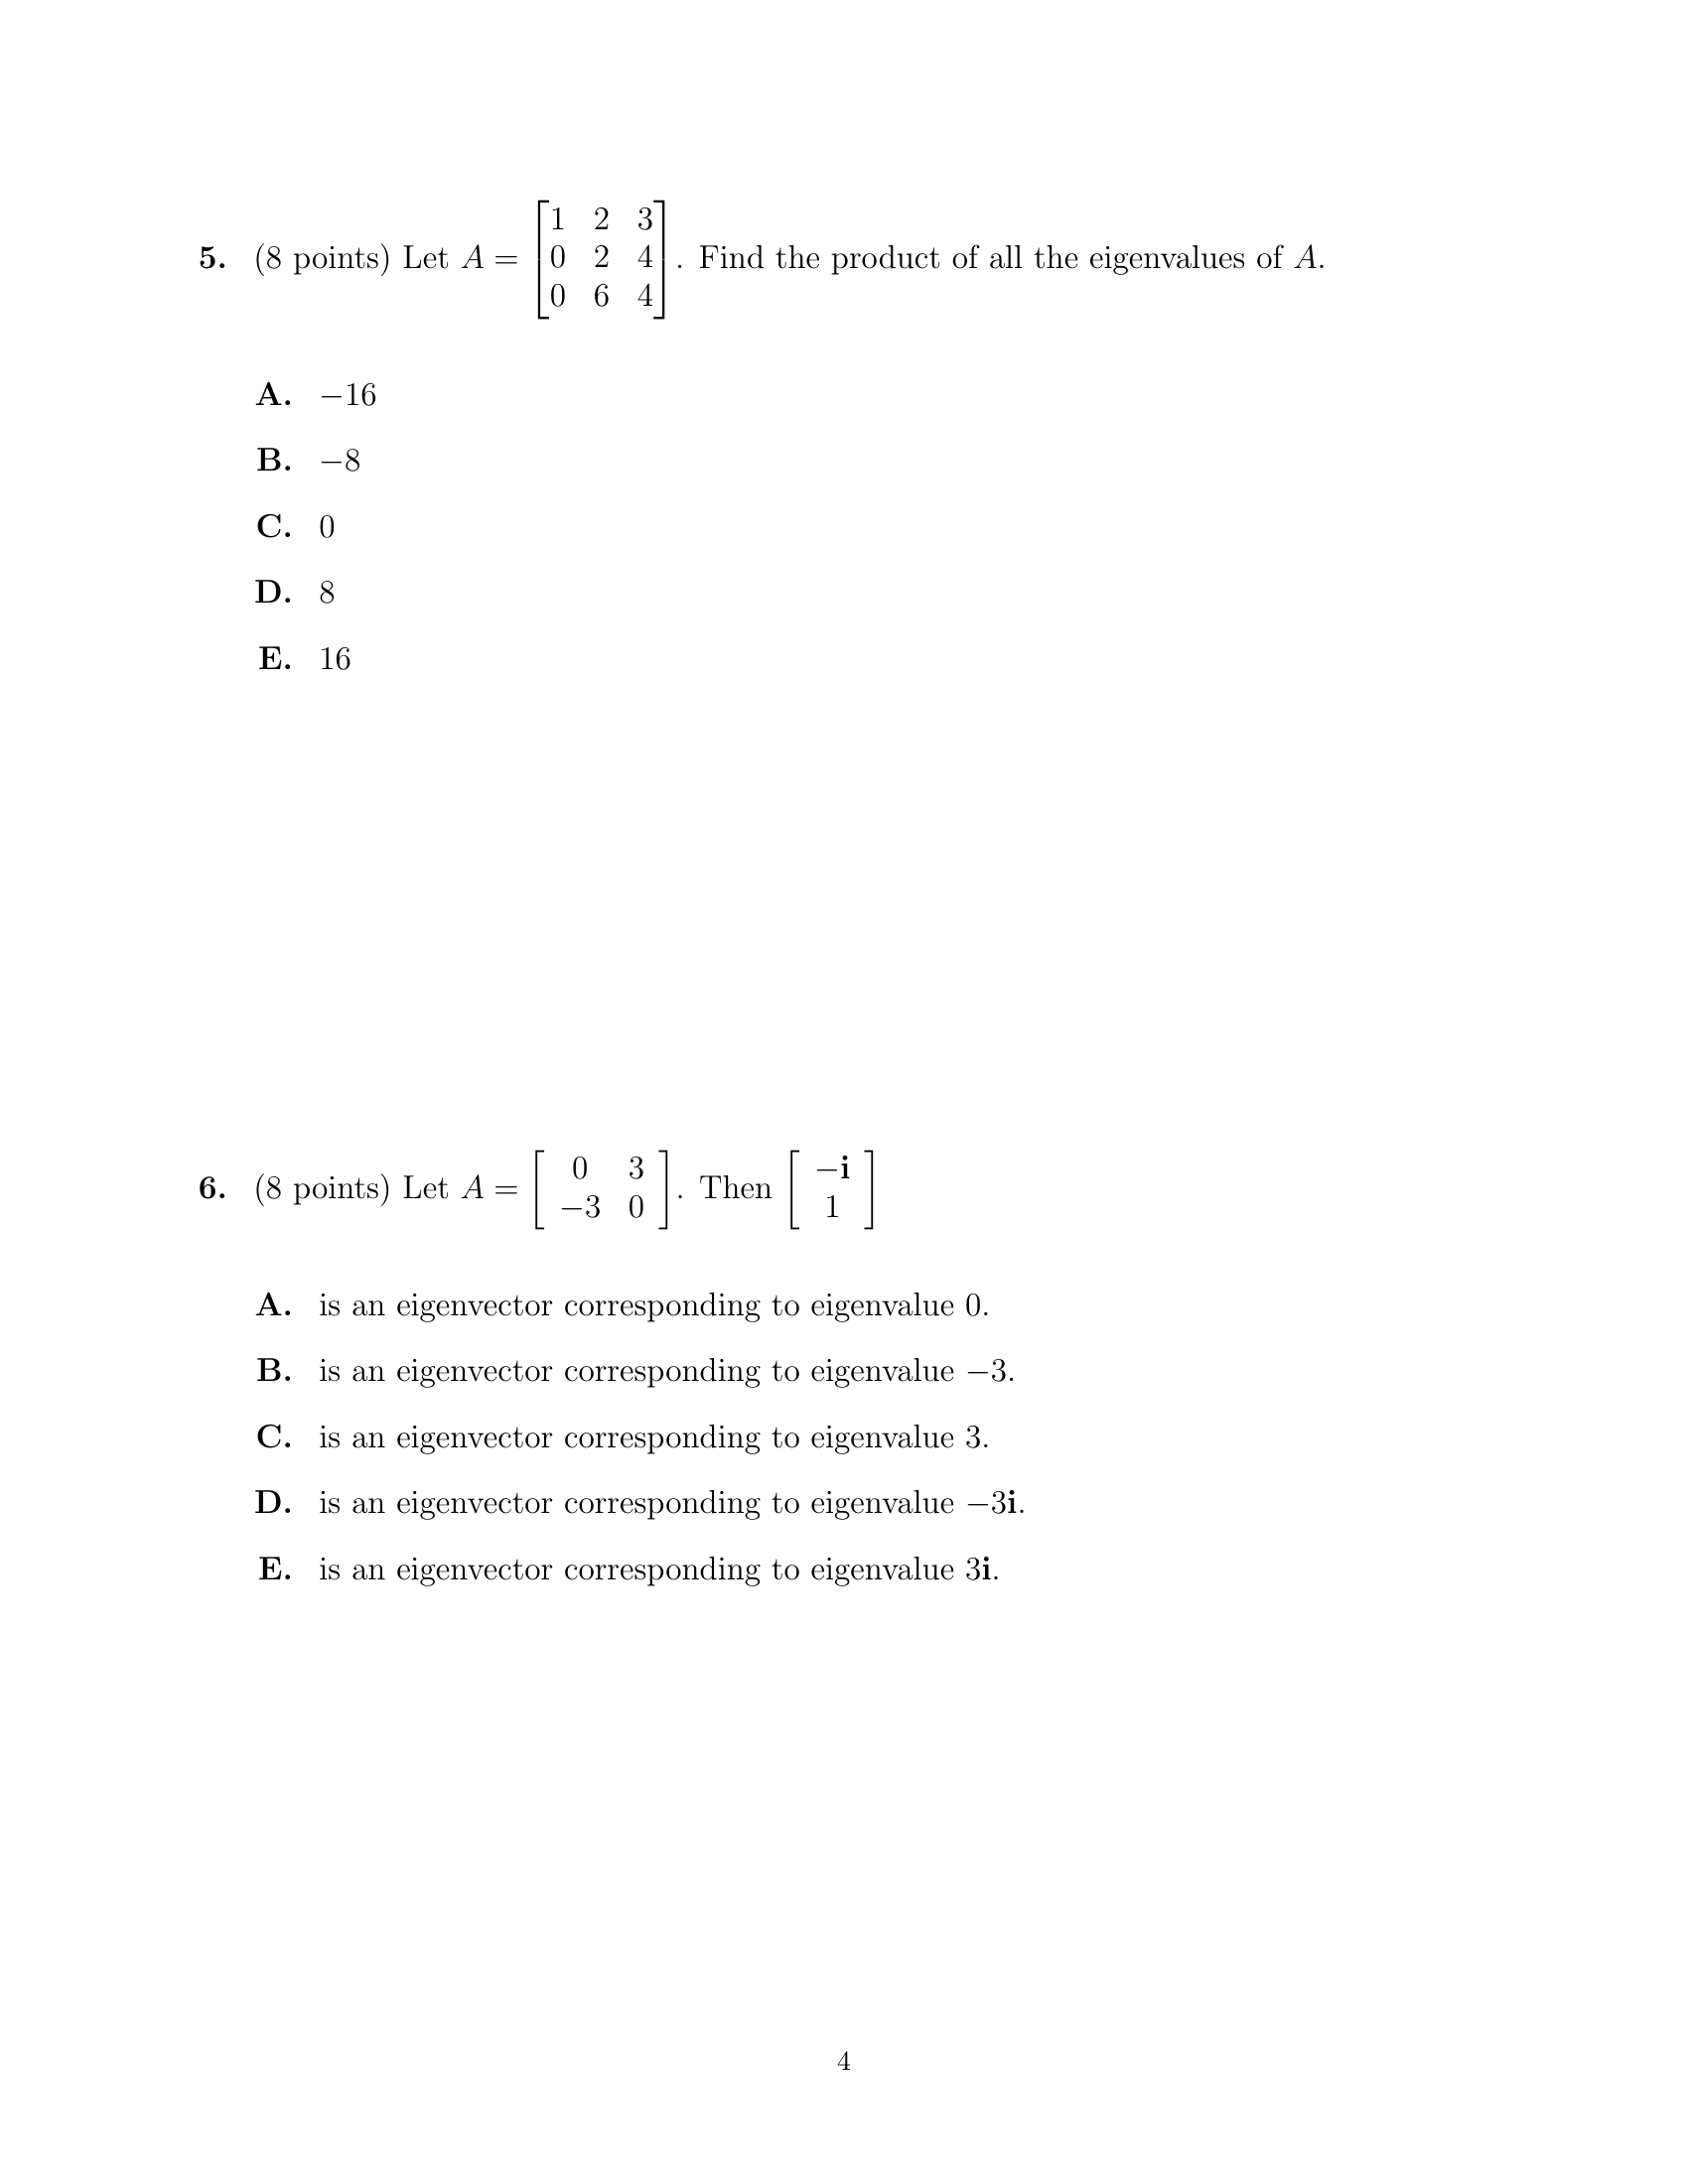 5. (8 points) Let $A = \begin{bmatrix} 1 & 2 & 3 \\ 0 & 2 & 4 \\ 0 & 6 & 4 \end{bmatrix}$. Find the product of all the eigenvalues of $A$.
A. −16
B. −8
C. 0
D. 8
E. 16
6. (8 points) Let $A = \begin{bmatrix} 0 & 3 \\ -3 & 0 \end{bmatrix}$. Then $\begin{bmatrix} -\mathbf{i} \\ 1 \end{bmatrix}$
A. is an eigenvector corresponding to eigenvalue 0.
B. is an eigenvector corresponding to eigenvalue −3.
C. is an eigenvector corresponding to eigenvalue 3.
D. is an eigenvector corresponding to eigenvalue −3**i**.
E. is an eigenvector corresponding to eigenvalue 3**i**.
4